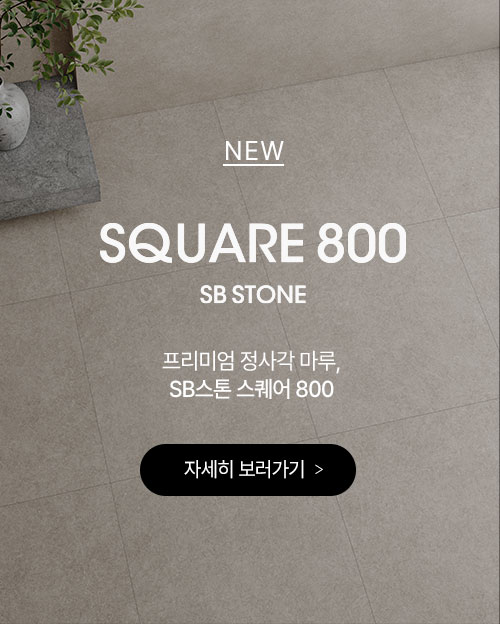 NEW
SQUARE 800
SB STONE
프리미엄 정사각 마루,
SB스톤 스퀘어 800
자세히 보러가기 >